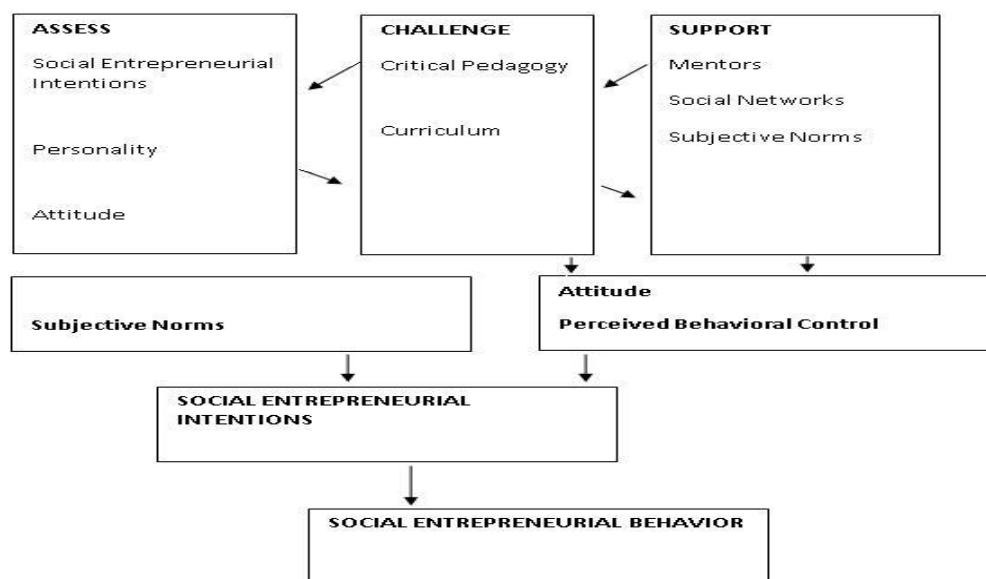 ASSESS
Social Entrepreneurial
Intentions
Personality
Attitude
CHALLENGE
Critical Pedagogy
Curriculum
SUPPORT
Mentors
Social Networks
Subjective Norms
Subjective Norms
Attitude
Perceived Behavioral Control
SOCIAL ENTREPRENEURIAL
INTENTIONS
SOCIAL ENTREPRENEURIAL BEHAVIOR